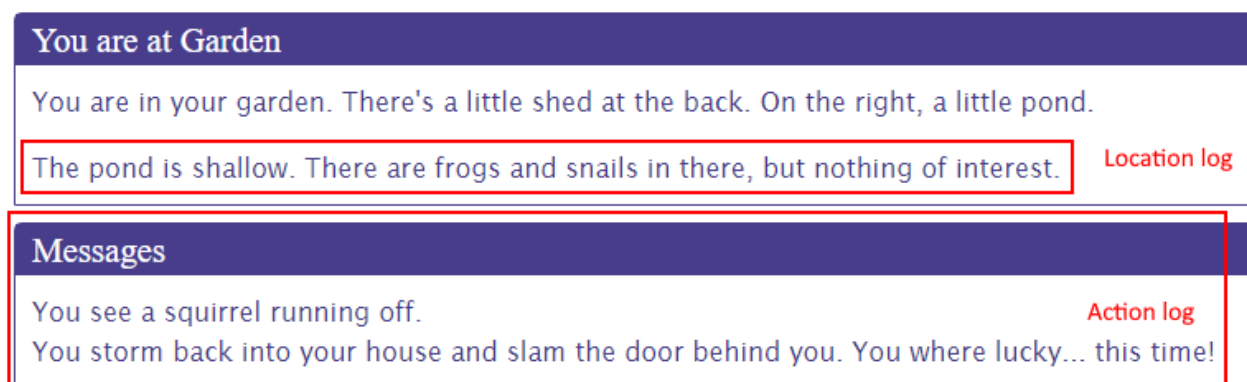 You are at Garden
You are in your garden. There's a little shed at the back. On the right, a little pond.
The pond is shallow. There are frogs and snails in there, but nothing of interest.
Location log
Messages
You see a squirrel running off.
Action log
You storm back into your house and slam the door behind you. You where lucky... this time!